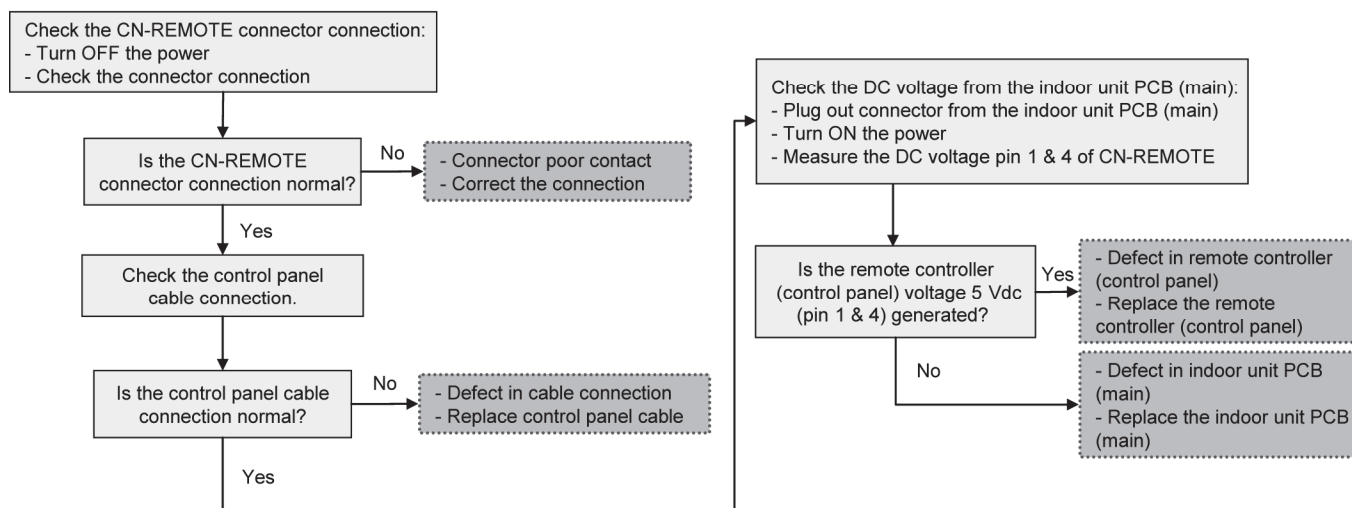 Check the CN-REMOTE connector connection:
- Turn OFF the power
- Check the connector connection
Is the CN-REMOTE
connector connection normal?
No
- Connector poor contact
- Correct the connection
Yes
Check the control panel
cable connection.
Is the control panel cable
connection normal?
No
- Defect in cable connection
- Replace control panel cable
Yes
Check the DC voltage from the indoor unit PCB (main):
- Plug out connector from the indoor unit PCB (main)
- Turn ON the power
- Measure the DC voltage pin 1 & 4 of CN-REMOTE
Is the remote controller
(control panel) voltage 5 Vdc
(pin 1 & 4) generated?
Yes
- Defect in remote controller
(control panel)
- Replace the remote
controller (control panel)
No
- Defect in indoor unit PCB
(main)
- Replace the indoor unit PCB
(main)